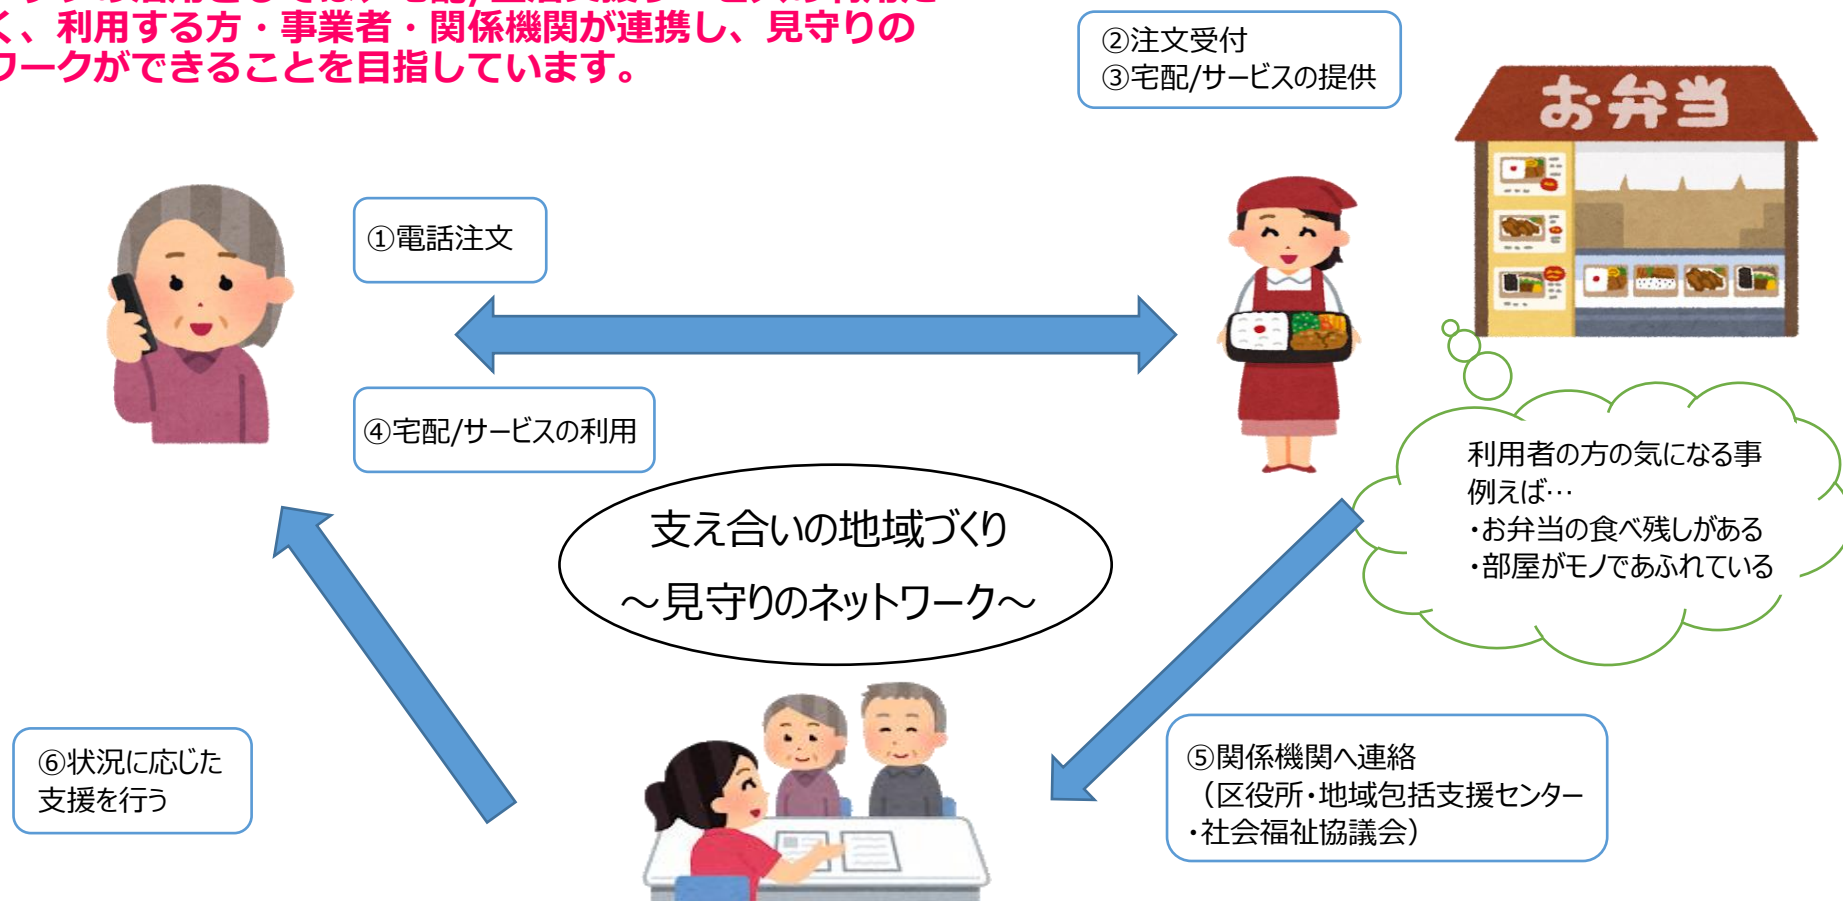 く、利用する方・事業者・関係機関が連携し、見守りの
ワークができることを目指しています。
②注文受付
③宅配/サービスの提供
お弁当
①電話注文
④宅配/サービスの利用
利用者の方の気になる事
例えば…
・お弁当の食べ残しがある
・部屋がモノであふれている
支え合いの地域づくり
～見守りのネットワーク～
⑤関係機関へ連絡
（区役所・地域包括支援センター
・社会福祉協議会）
⑥状況に応じた
支援を行う